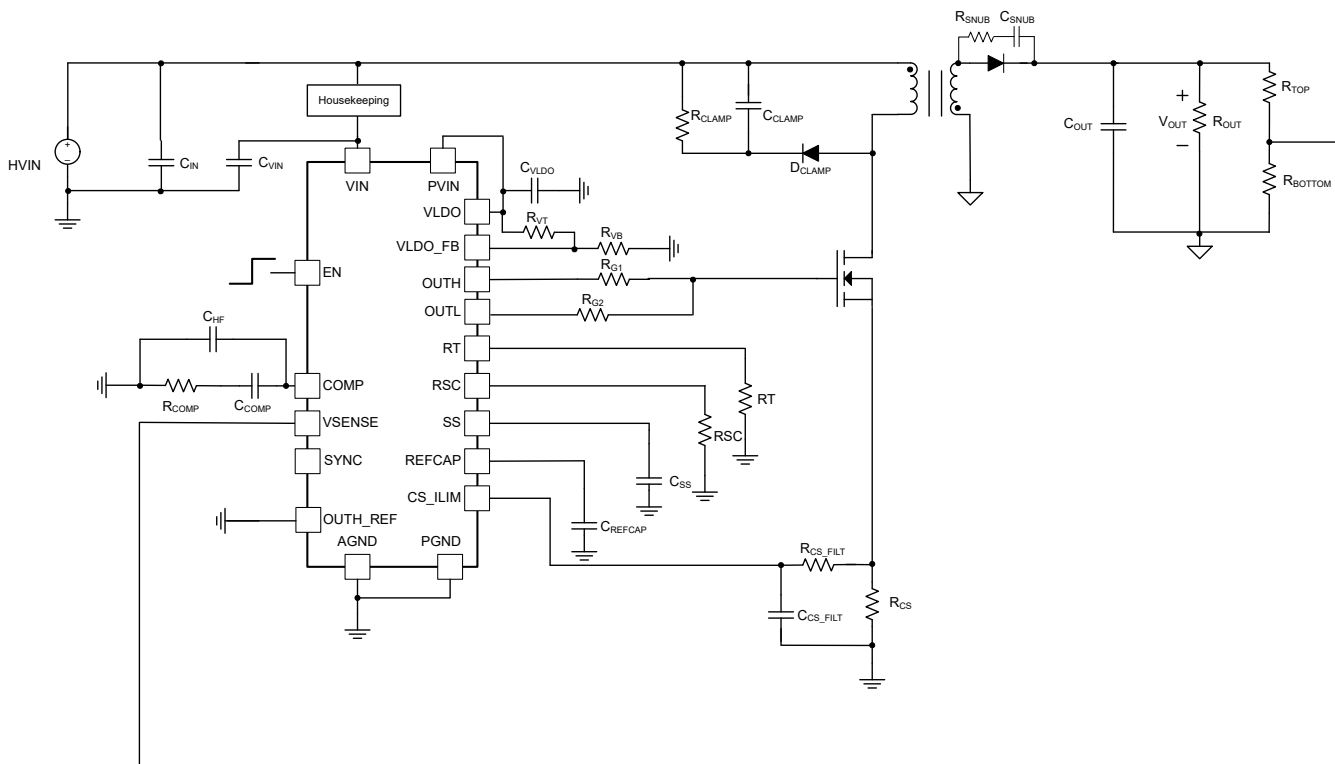 RSNUB CSNUB
Housekeeping
RCLAMP
CCLAMP
RTOP
HVIN
+
−
CIN
CVIN
VIN
PVIN
DCLAMP
COUT
+
VOUT
−
ROUT
RBOTTOM
CVLDO
VLDO
RVT
VLDO_FB
RVB
EN
OUTH
RG1
OUTL
RG2
CHF
RT
COMP
RSC
RT
RCOMP
CCOMP
VSENSE
SS
RSC
SYNC
REFCAP
CSS
CS_ILIM
OUTH_REF
CREFCAP
AGND
PGND
RCS_FILT
RCS
CCS_FILT